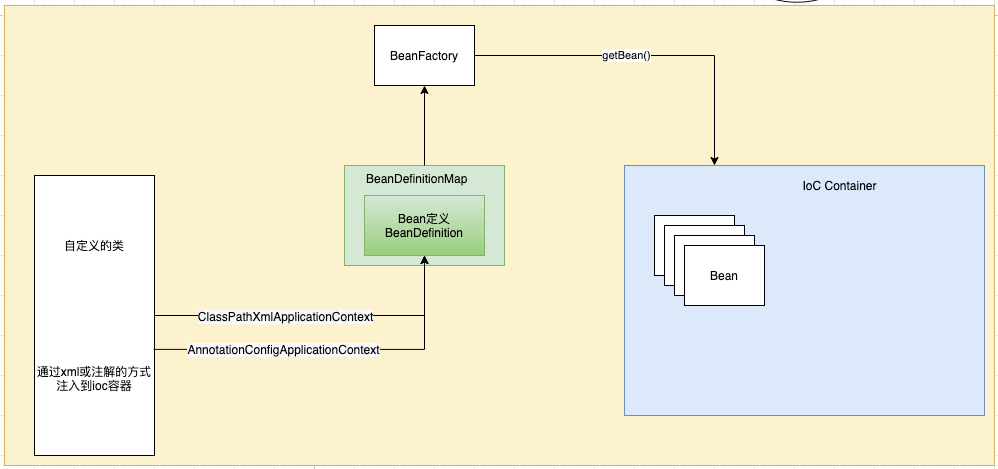 BeanFactory
getBean()
BeanDefinitionMap
Bean定义
BeanDefinition
IoC Container
Bean
自定义的类
ClassPathXmlApplicationContext
AnnotationConfigApplicationContext
通过xml或注解的方式
注入到ioc容器